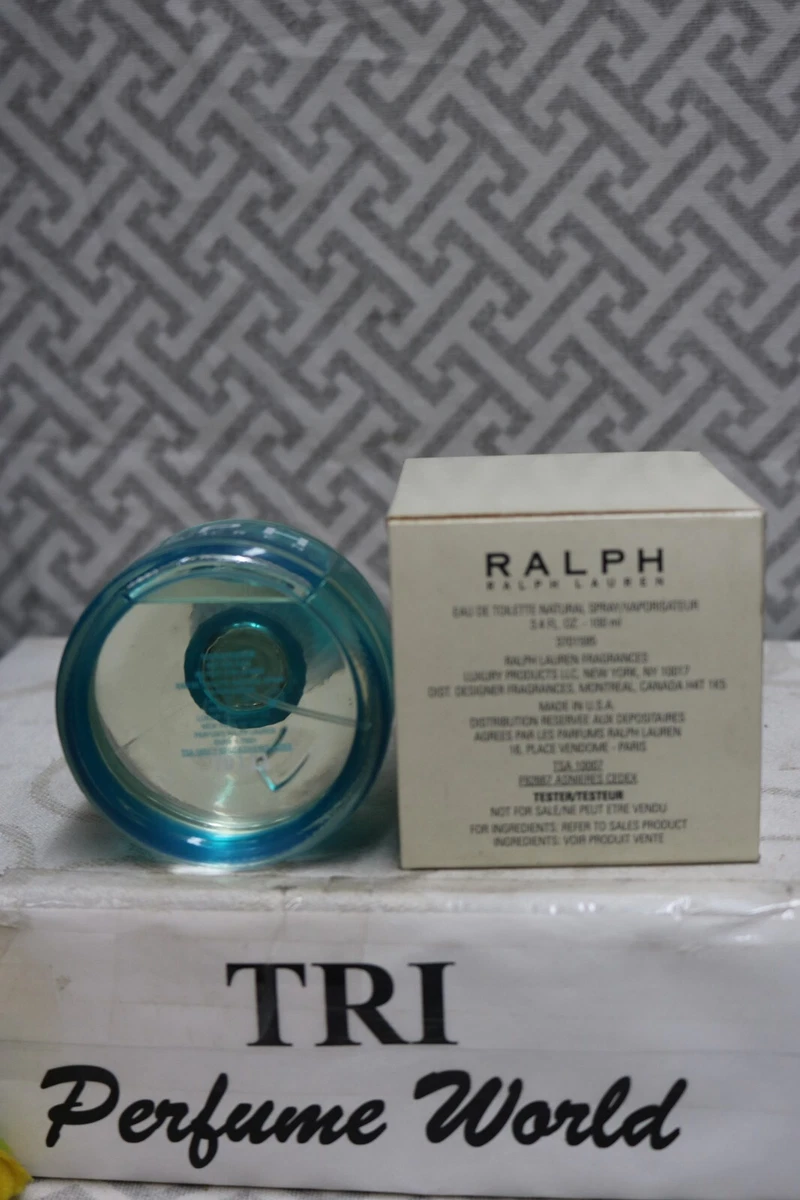 RALPH
RALPH LAUREN
EAU DE TOILETTE NATURAL SPRAY/VAPORISATEUR
3.4 FL. OZ. - 100 ml
RALPH LAUREN FRAGRANCES
LUXURY PRODUCTS LLC, NEW YORK, NY 10017
DIST. DESIGNER FRAGRANCES, MONTREAL, CANADA H4T 1K5
MADE IN U.S.A.
DISTRIBUTION RESERVEE AUX DEPOSITAIRES
AGREES PAR LES PARFUMS RALPH LAUREN
16, PLACE VENDOME - PARIS
TSA 10067
F92687 ASNIERES CEDEX
TESTER/TESTEUR
NOT FOR SALE/NE PEUT ETRE VENDU
FOR INGREDIENTS: REFER TO SALES PRODUCT
INGREDIENTS: VOIR PRODUIT VENTE
TRI
Perfume World